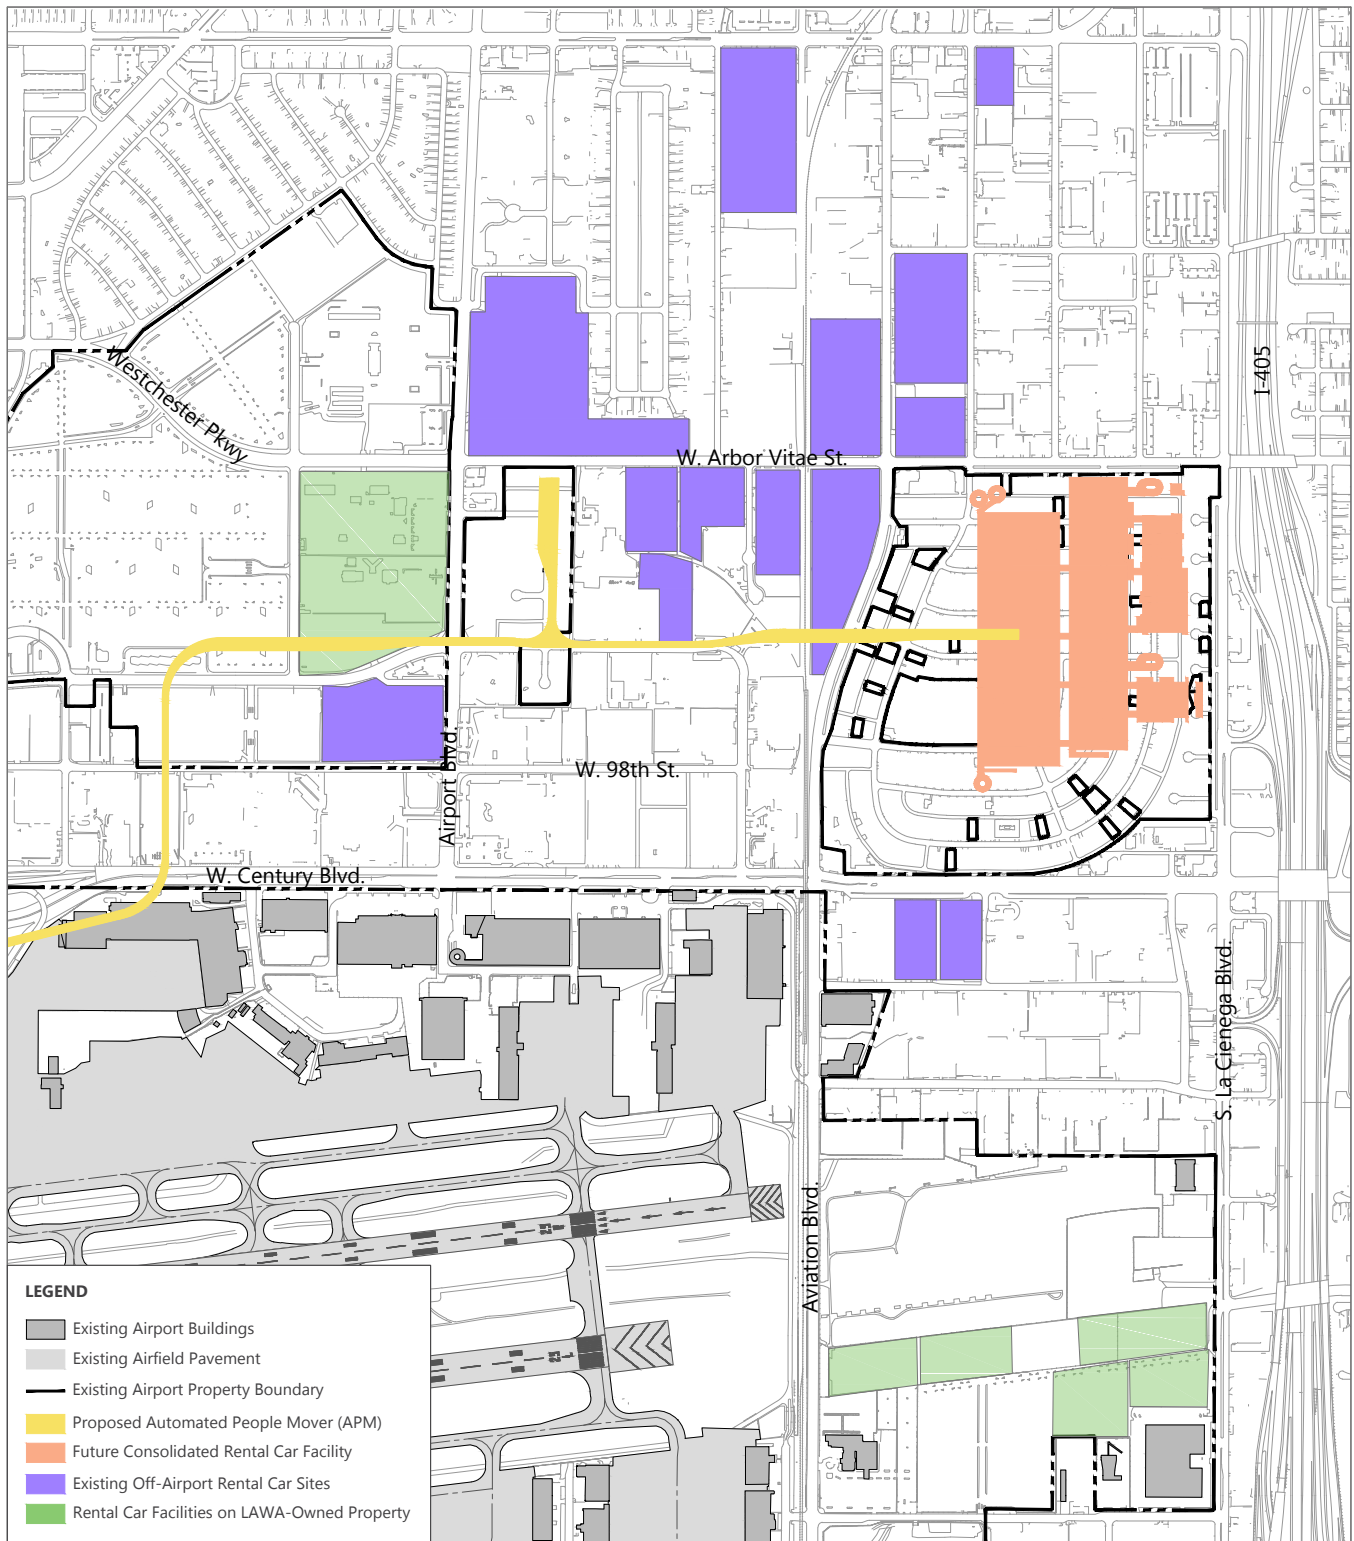 I-405
Westchester Pkwy
W. Arbor Vitae St.
Airport Blvd.
W. 98th St.
W. Century Blvd.
S. La Cienega Blvd.
Aviation Blvd.
LEGEND
Existing Airport Buildings
Existing Airfield Pavement
Existing Airport Property Boundary
Proposed Automated People Mover (APM)
Future Consolidated Rental Car Facility
Existing Off-Airport Rental Car Sites
Rental Car Facilities on LAWA-Owned Property